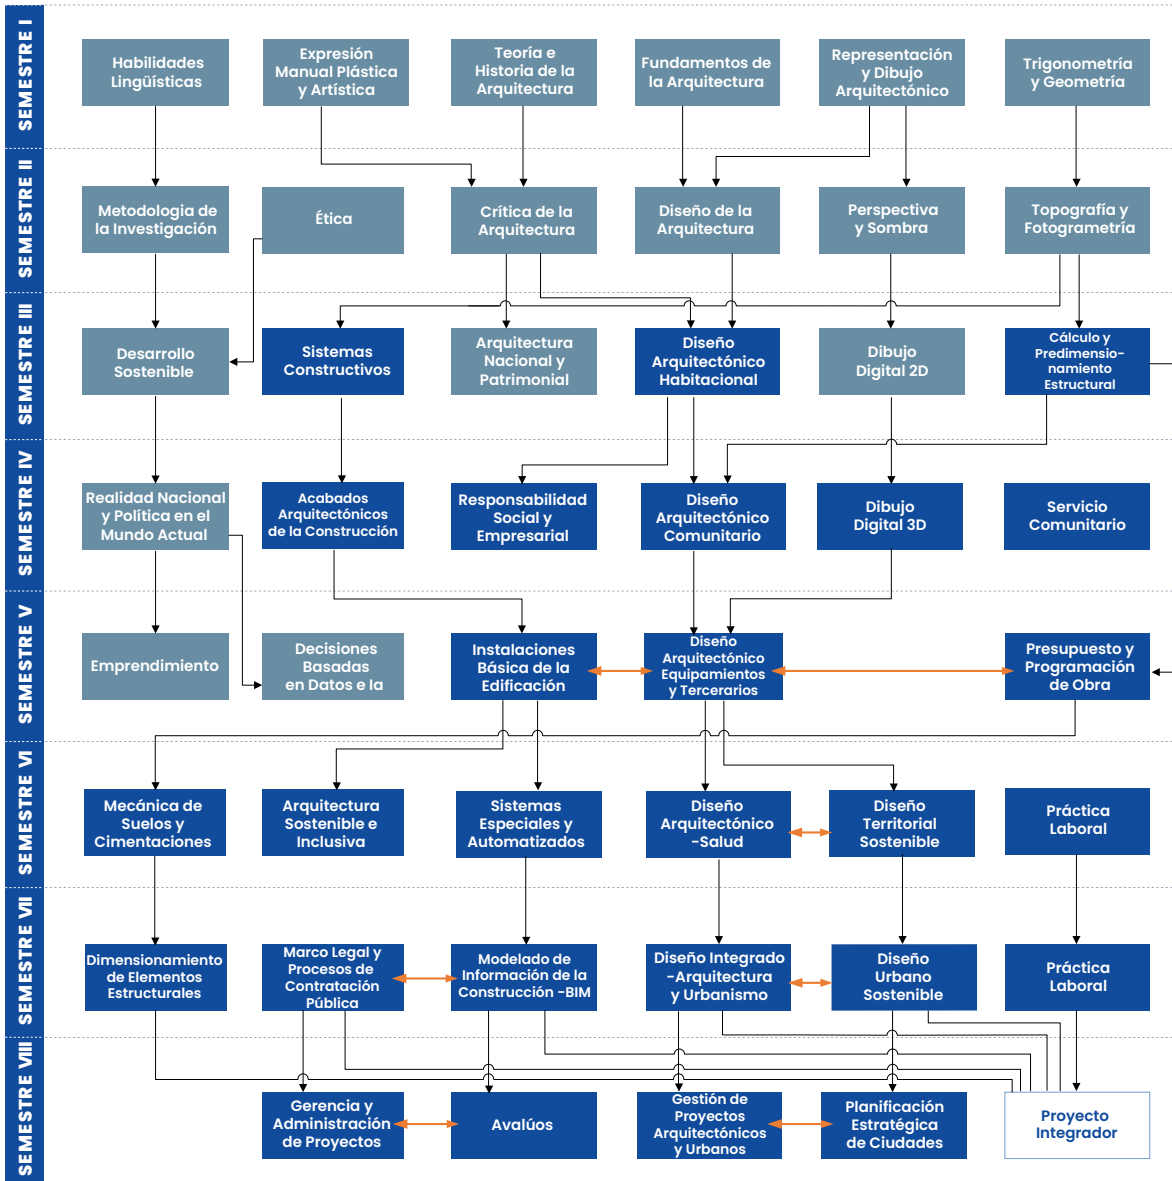 SEMESTRE I
Habilidades
Lingüísticas
Expresión
Manual Plástica
y Artística
Teoría e
Historia de la
Arquitectura
Fundamentos de
la Arquitectura
Representación
y Dibujo
Arquitectónico
Trigonometría
y Geometría
SEMESTRE II
Metodologia de
la Investigación
Ética
Crítica de la
Arquitectura
Diseño de la
Arquitectura
Perspectiva
y Sombra
Topografía y
Fotogrametría
SEMESTRE III
Desarrollo
Sostenible
Sistemas
Constructivos
Arquitectura
Nacional y
Patrimonial
Diseño
Arquitectónico
Habitacional
Dibujo
Digital 2D
Cálculo y
Predimensio-
namiento
Estructural
SEMESTRE IV
Realidad Nacional
y Política en el
Mundo Actual
Acabados
Arquitectónicos
de la Construcción
Responsabilidad
Social y
Empresarial
Diseño
Arquitectónico
Comunitario
Dibujo
Digital 3D
Servicio
Comunitario
SEMESTRE V
Emprendimiento
Decisiones
Basadas
en Datos e la
Instalaciones
Básica de la
Edificación
Diseño
Arquitectónico
Equipamientos
y Tercerarios
Presupuesto y
Programación
de Obra
SEMESTRE VI
Mecánica de
Suelos y
Cimentaciones
Arquitectura
Sostenible e
Inclusiva
Sistemas
Especiales y
Automatizados
Diseño
Arquitectónico
-Salud
Diseño
Territorial
Sostenible
Práctica
Laboral
SEMESTRE VII
Dimensionamiento
de Elementos
Estructurales
Marco Legal y
Procesos de
Contratación
Pública
Modelado de
Información de la
Construcción -BIM
Diseño Integrado
-Arquitectura
y Urbanismo
Diseño
Urbano
Sostenible
Práctica
Laboral
SEMESTRE VIII
Gerencia y
Administración
de Proyectos
Avalúos
Gestión de
Proyectos
Arquitectónicos
y Urbanos
Planificación
Estratégica
de Ciudades
Proyecto
Integrador